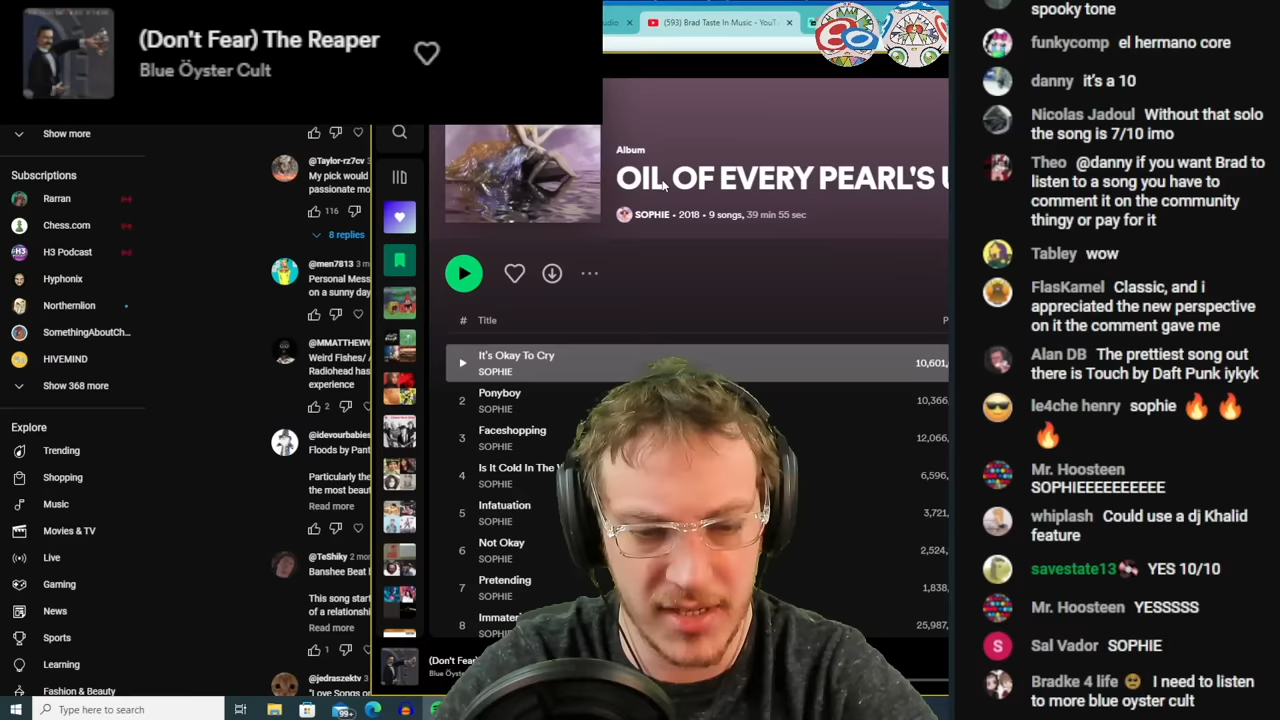 (Don't Fear) The Reaper
Blue Öyster Cult
(593) Brad Taste In Music - YouT
Show more
Subscriptions
Rarran
Chess.com
H3 Podcast
Hyphonix
Northernlion
SomethingAboutCh...
HIVEMIND
Show 368 more
Explore
Trending
Shopping
Music
Movies & TV
Live
Gaming
News
Sports
Learning
Fashion & Beauty
@Taylor-rz7cv 3
My pick would
passionate mo
116
8 replies
@men7813 3 m
Personal Mess
on a sunny day
@MMATTHEWV
Weird Fishes/
Radiohead has
experience
2
@idevourbabies
Floods by Pant
Particularly the
the most beaut
Read more
@TeShiky 2 mo
Banshee Beat
This song start
of a relationshi
Read more
1
@jedraszektv 3
"Love Songs o
Album
OIL OF EVERY PEARL'S U
SOPHIE • 2018 • 9 songs, 39 min 55 sec
# Title P
It's Okay To Cry 10,601,
SOPHIE
2 Ponyboy 10,366,
SOPHIE
3 Faceshopping 12,066,
SOPHIE
4 Is It Cold In The 6,596,
SOPHIE
5 Infatuation 3,721,
SOPHIE
6 Not Okay 2,524,
SOPHIE
7 Pretending 1,838,
SOPHIE
8 Immater 25,987,
SOPHI
(Don't Fear
Blue Öyster
Type here to search
99+
spooky tone
funkycomp el hermano core
danny it's a 10
Nicolas Jadoul Without that solo
the song is 7/10 imo
Theo @danny if you want Brad to
listen to a song you have to
comment it on the community
thingy or pay for it
Tabley wow
FlasKamel Classic, and i
appreciated the new perspective
on it the comment gave me
Alan DB The prettiest song out
there is Touch by Daft Punk iykyk
le4che henry sophie 🔥 🔥
🔥
Mr. Hoosteen
SOPHIEEEEEEEEEE
whiplash Could use a dj Khalid
feature
savestate13 YES 10/10
Mr. Hoosteen YESSSSS
S
Sal Vador SOPHIE
Bradke 4 life 🥺 I need to listen
to more blue oyster cult